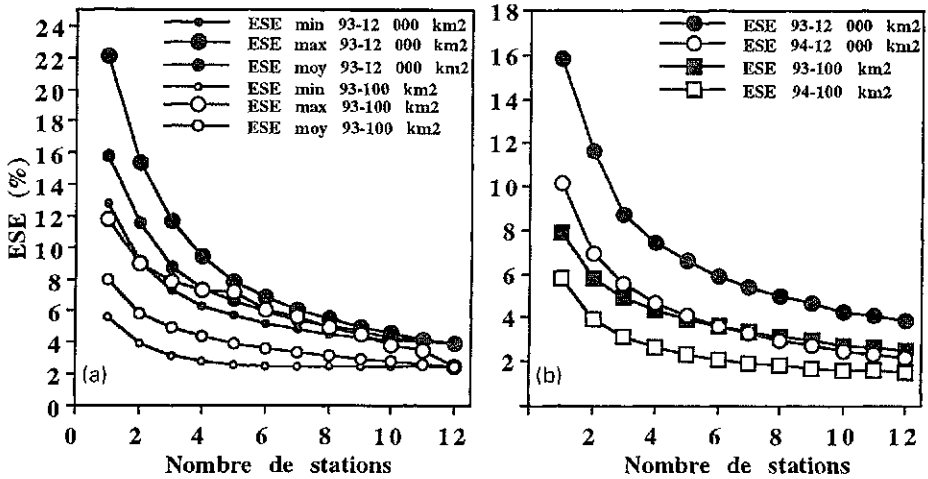 ESE (%)
24
22
20
18
16
14
12
10
8
6
4
2
0
ESE min 93-12 000 km2
ESE max 93-12 000 km2
ESE moy 93-12 000 km2
ESE min 93-100 km2
ESE max 93-100 km2
ESE moy 93-100 km2
(a)
0 2 4 6 8 10 12
Nombre de stations
18
16
14
12
10
8
6
4
2
ESE 93-12 000 km2
ESE 94-12 000 km2
ESE 93-100 km2
ESE 94-100 km2
(b)
2 4 6 8 10 12
Nombre de stations